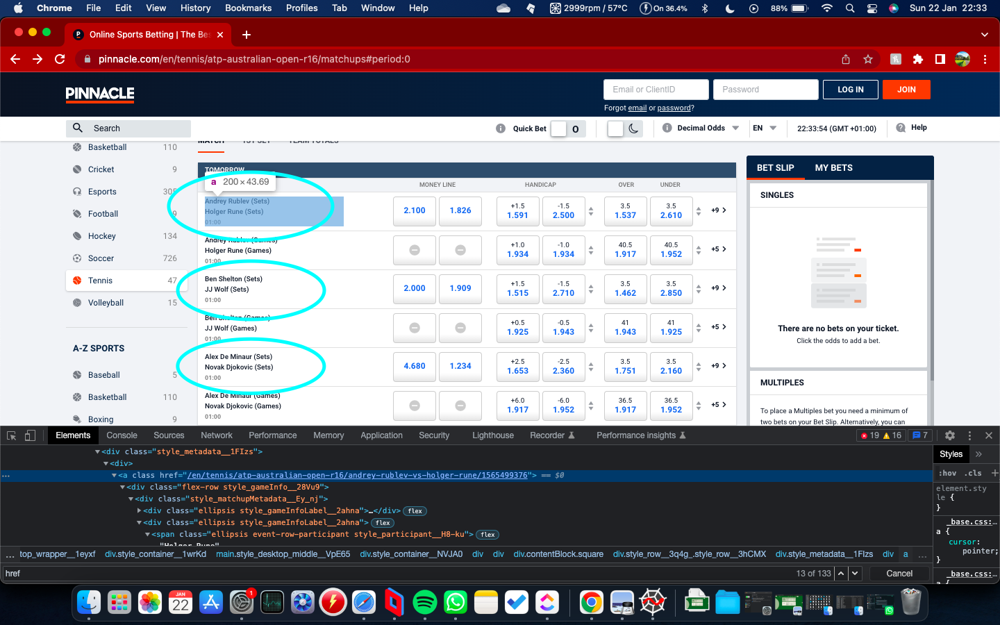 Chrome File Edit View History Bookmarks Profiles Tab Window Help 2999rpm / 57°C On 36.4% 88% Sun 22 Jan 22:33
Online Sports Betting | The Bes
pinnacle.com/en/tennis/atp-australian-open-r16/matchups#period:0
PINNACLE Email or ClientID Password LOG IN JOIN
Forgot email or password?
Search Quick Bet Decimal Odds EN 22:33:54 (GMT +01:00) Help
MATCH 1ST SET TEAM TOTALS
Basketball 110
Cricket 9
Esports 305
Football 9
Hockey 134
Soccer 726
Tennis 47
Volleyball 15
A-Z SPORTS
Baseball 5
Basketball 110
Boxing 9
TOMORROW
a 200 × 43.69
MONEY LINE HANDICAP OVER UNDER
Andrey Rublev (Sets)
Holger Rune (Sets)
01:00
2.100 1.826 +1.5 1.591 -1.5 2.500 3.5 1.537 3.5 2.610 +9
Andrey Rublev (Games)
Holger Rune (Games)
01:00
+1.0 1.934 -1.0 1.934 40.5 1.917 40.5 1.952 +5
Ben Shelton (Sets)
JJ Wolf (Sets)
01:00
2.000 1.909 +1.5 1.515 -1.5 2.710 3.5 1.462 3.5 2.850 +9
Ben Shelton (Games)
JJ Wolf (Games)
01:00
+0.5 1.925 -0.5 1.943 41 1.943 41 1.925 +5
Alex De Minaur (Sets)
Novak Djokovic (Sets)
01:00
4.680 1.234 +2.5 1.653 -2.5 2.360 3.5 1.751 3.5 2.160 +9
Alex De Minaur (Games)
Novak Djokovic (Games)
01:00
+6.0 1.917 -6.0 1.952 36.5 1.917 36.5 1.952 +5
BET SLIP MY BETS
SINGLES
There are no bets on your ticket.
Click the odds to add a bet.
MULTIPLES
To place a Multiples bet you need a minimum of
two bets on your Bet Slip. Alternatively, you can
Elements Console Sources Network Performance Memory Application Security Lighthouse Recorder Performance insights 19 16 7
<div class="style_metadata__1FIzs">
<div>
<a class href="/en/tennis/atp-australian-open-r16/andrey-rublev-vs-holger-rune/1565499376"> == $0
<div class="flex-row style_gameInfo__28Vu9">
<div class="style_matchupMetadata__Ey_nj">
<div class="ellipsis style_gameInfoLabel__2ahna">…</div> flex
<div class="ellipsis style_gameInfoLabel__2ahna"> flex
<span class="ellipsis event-row-participant style_participant__H8-ku"> flex
"Holger Rune"
… top_wrapper__1eyxf div.style_container__1wrKd main.style_desktop_middle__VpE65 div.style_container__NVJA0 div div div.contentBlock.square div.style_row__3q4g_.style_row__3hCMX div.style_metadata__1FIzs div a …
href 13 of 133 Cancel
Styles
:hov .cls
element.sty
le {
}
_base.css:…
a {
cursor:
pointer;
}
_base.css:…
a {
JAN
22
1